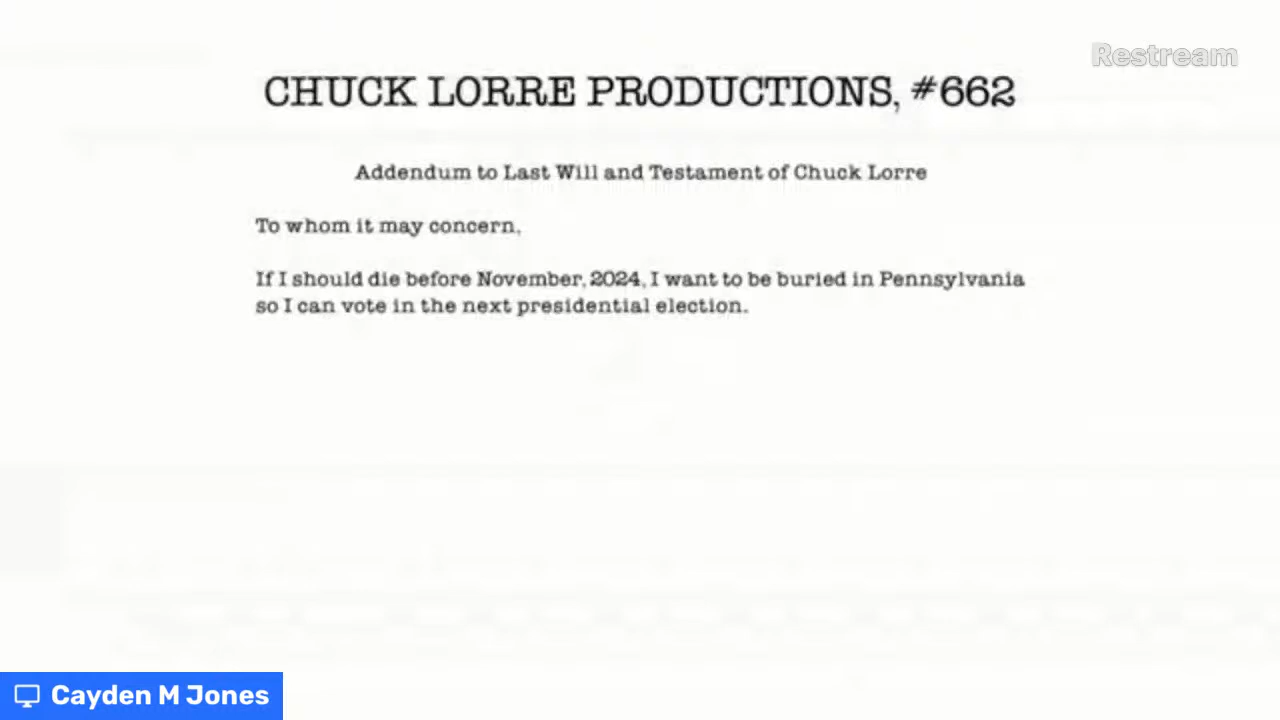 Restream
CHUCK LORRE PRODUCTIONS, #662
Addendum to Last Will and Testament of Chuck Lorre
To whom it may concern,
If I should die before November, 2024, I want to be buried in Pennsylvania
so I can vote in the next presidential election.
Cayden M Jones